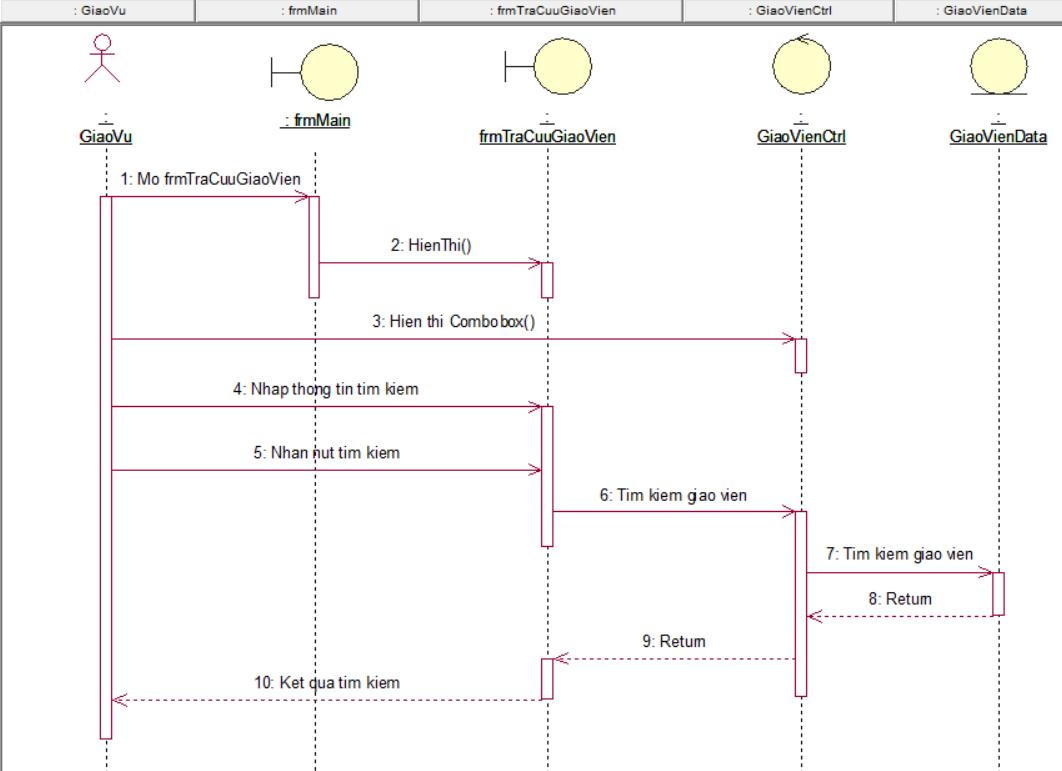 : GiaoVu
: frmMain
: frmTraCuuGiaoVien
: GiaoVienCtrl
: GiaoVienData
:
GiaoVu
: frmMain
:
frmTraCuuGiaoVien
:
GiaoVienCtrl
:
GiaoVienData
1: Mo frmTraCuuGiaoVien
2: HienThi()
3: Hien thi Combobox()
4: Nhap thong tin tim kiem
5: Nhan nut tim kiem
6: Tim kiem giao vien
7: Tim kiem giao vien
8: Return
9: Return
10: Ket qua tim kiem